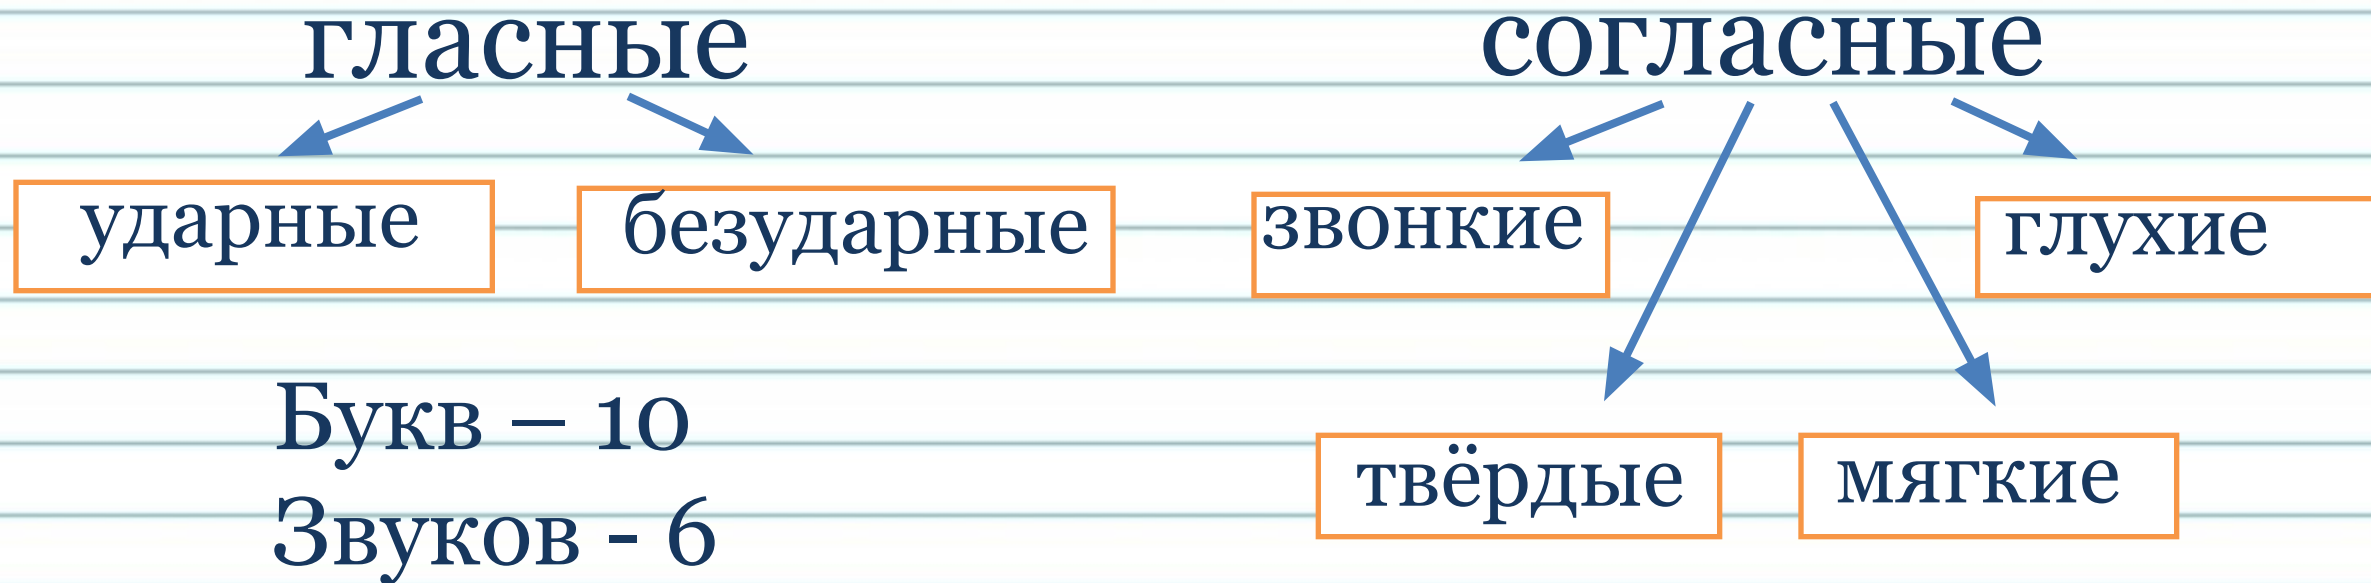 гласные
согласные
ударные
безударные
звонкие
глухие
Букв – 10
Звуков - 6
твёрдые
мягкие